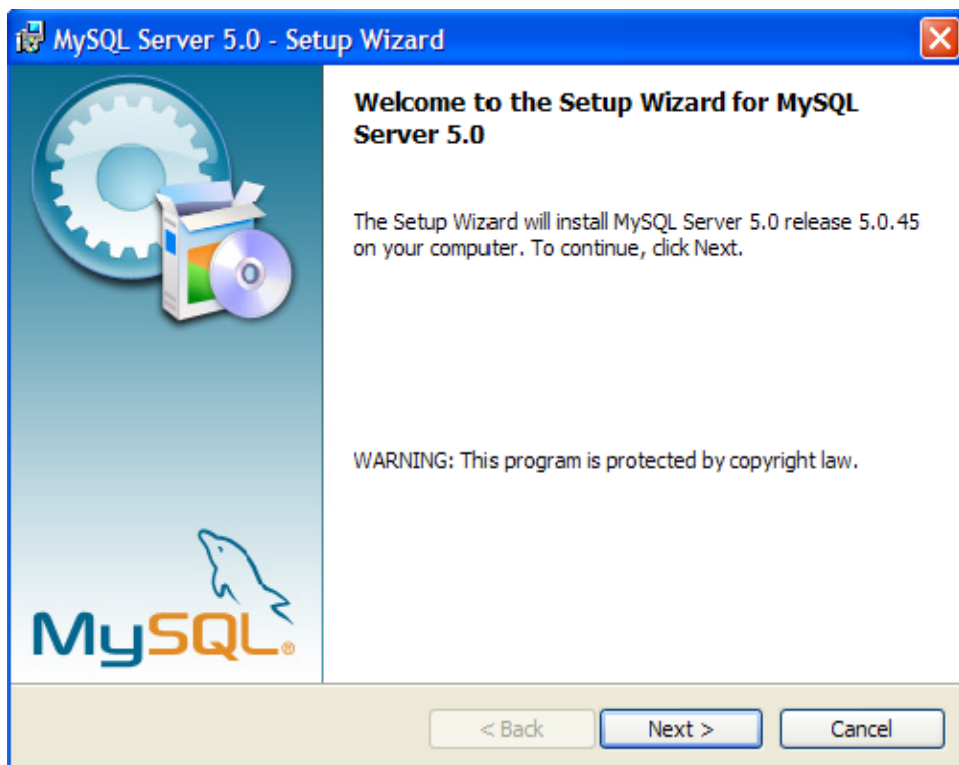 MySQL Server 5.0 - Setup Wizard
Welcome to the Setup Wizard for MySQL
Server 5.0
The Setup Wizard will install MySQL Server 5.0 release 5.0.45
on your computer. To continue, click Next.
WARNING: This program is protected by copyright law.
MySQL®
< Back
Next >
Cancel